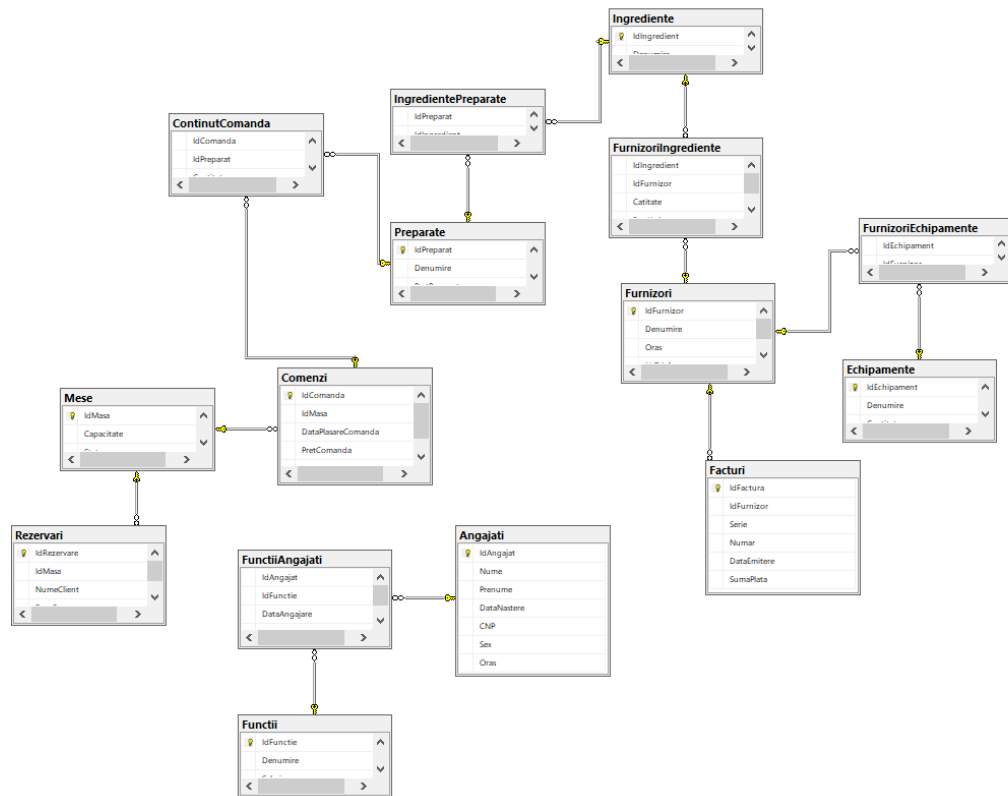 Ingrediente
IdIngredient
IngredientePreparate
IdPreparat
IdIngredient
ContinutComanda
IdComanda
IdPreparat
FurnizoriIngrediente
IdIngredient
IdFurnizor
Catitate
Preparate
IdPreparat
Denumire
FurnizoriEchipamente
IdEchipament
IdFurnizor
Furnizori
IdFurnizor
Denumire
Oras
Echipamente
IdEchipament
Denumire
Comenzi
IdComanda
IdMasa
DataPlasareComanda
PretComanda
Mese
IdMasa
Capacitate
Facturi
IdFactura
IdFurnizor
Serie
Numar
DataEmitere
SumaPlata
Rezervari
IdRezervare
IdMasa
NumeClient
FunctiiAngajati
IdAngajat
IdFunctie
DataAngajare
Angajati
IdAngajat
Nume
Prenume
DataNastere
CNP
Sex
Oras
Functii
IdFunctie
Denumire